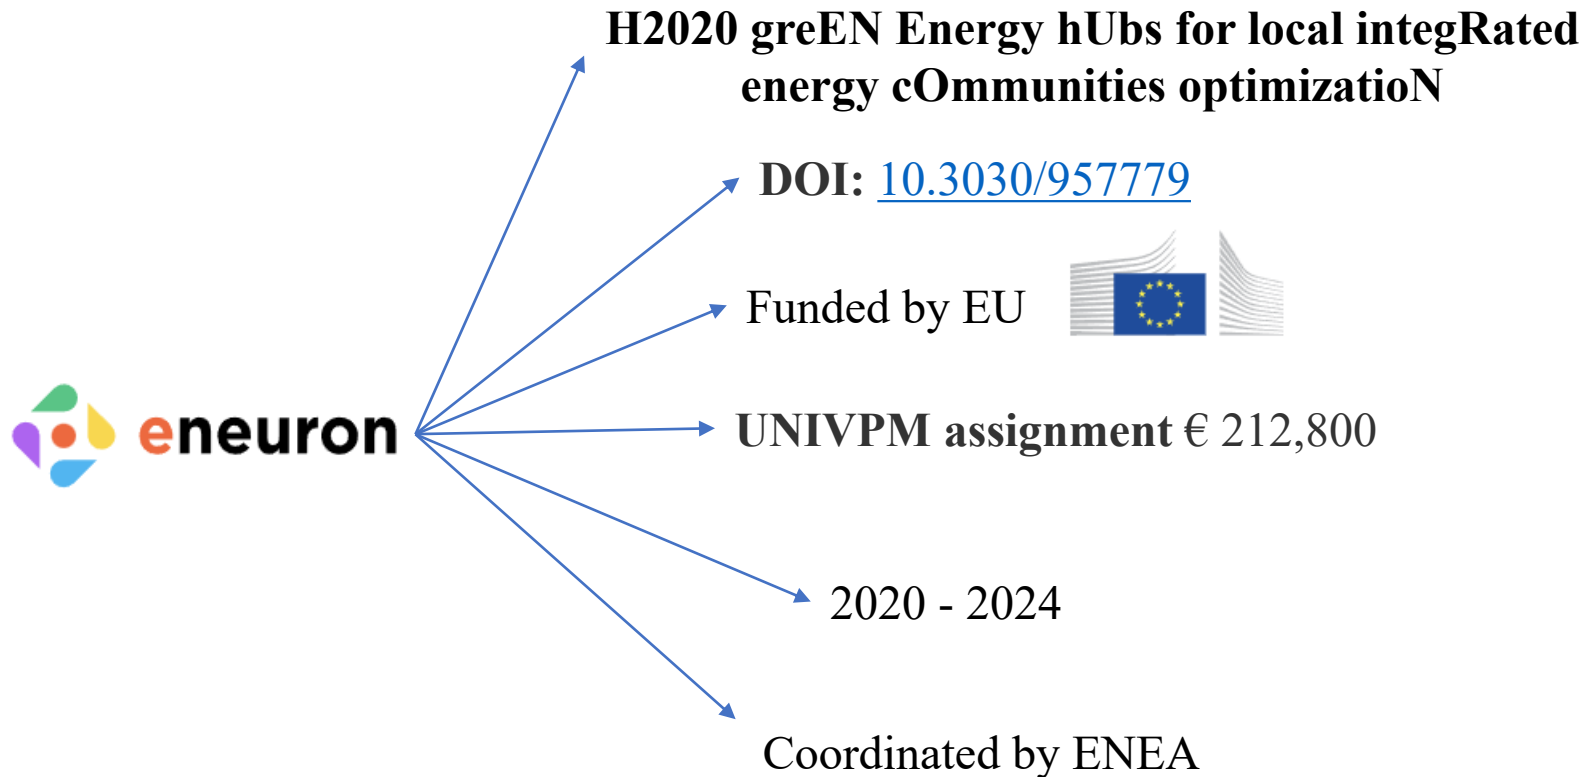 H2020 greEN Energy hUbs for local integRated
energy cOmmunities optimizatioN
DOI: 10.3030/957779
Funded by EU
eneuron
UNIVPM assignment € 212,800
2020 - 2024
Coordinated by ENEA